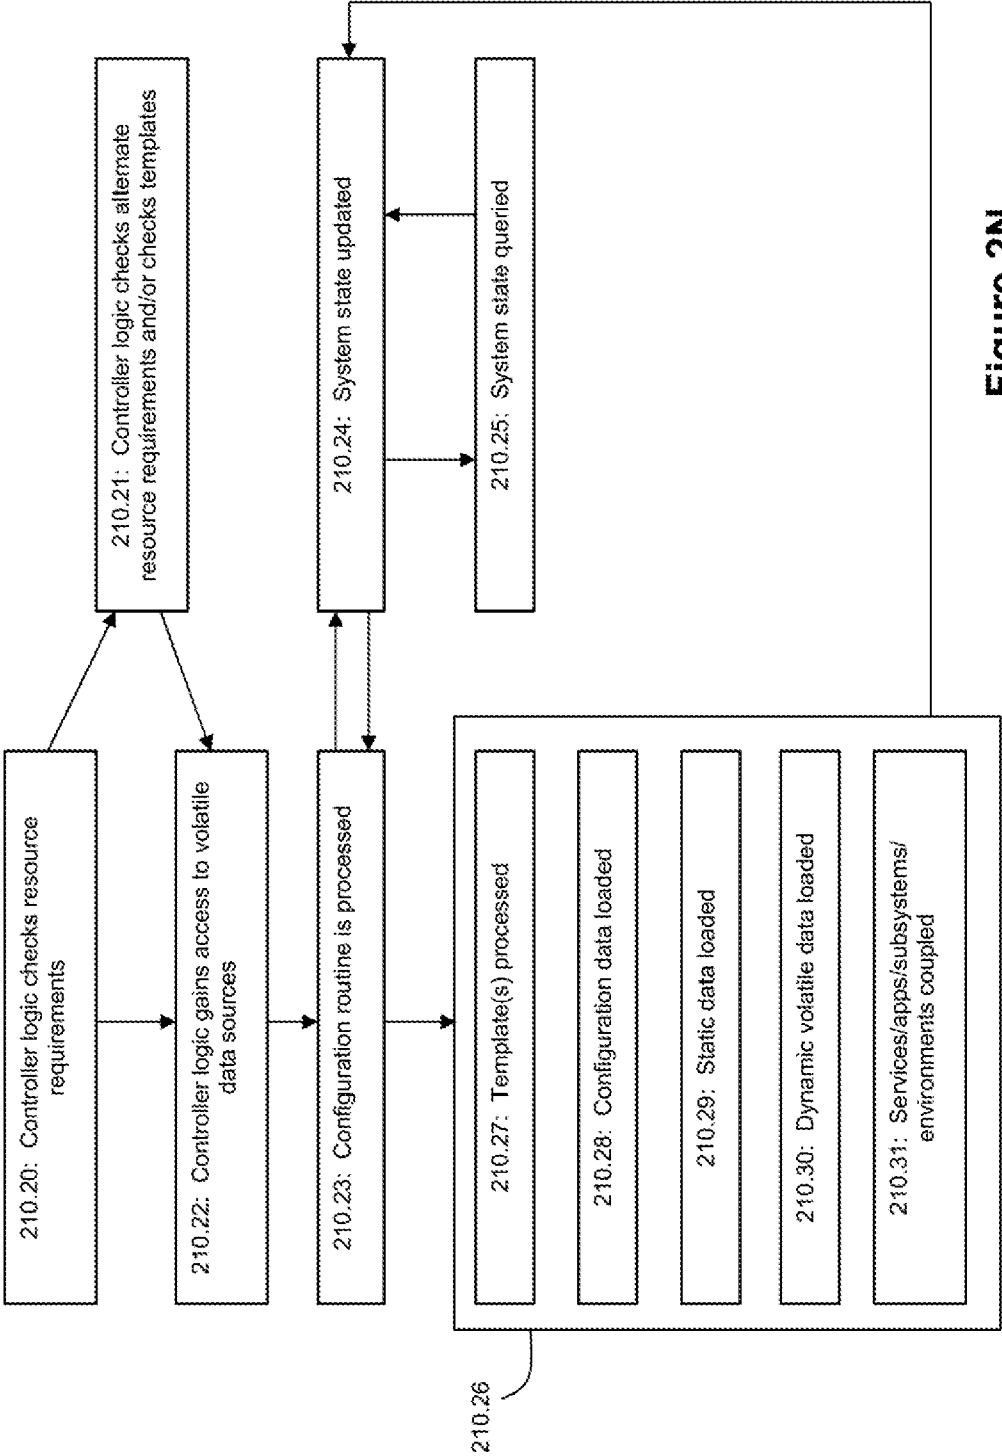 210.20: Controller logic checks resource
requirements
210.21: Controller logic checks alternate
resource requirements and/or checks templates
210.22: Controller logic gains access to volatile
data sources
210.23: Configuration routine is processed
210.24: System state updated
210.25: System state queried
210.26
210.27: Template(s) processed
210.28: Configuration data loaded
210.29: Static data loaded
210.30: Dynamic volatile data loaded
210.31: Services/apps/subsystems/
environments coupled
Figure 2N